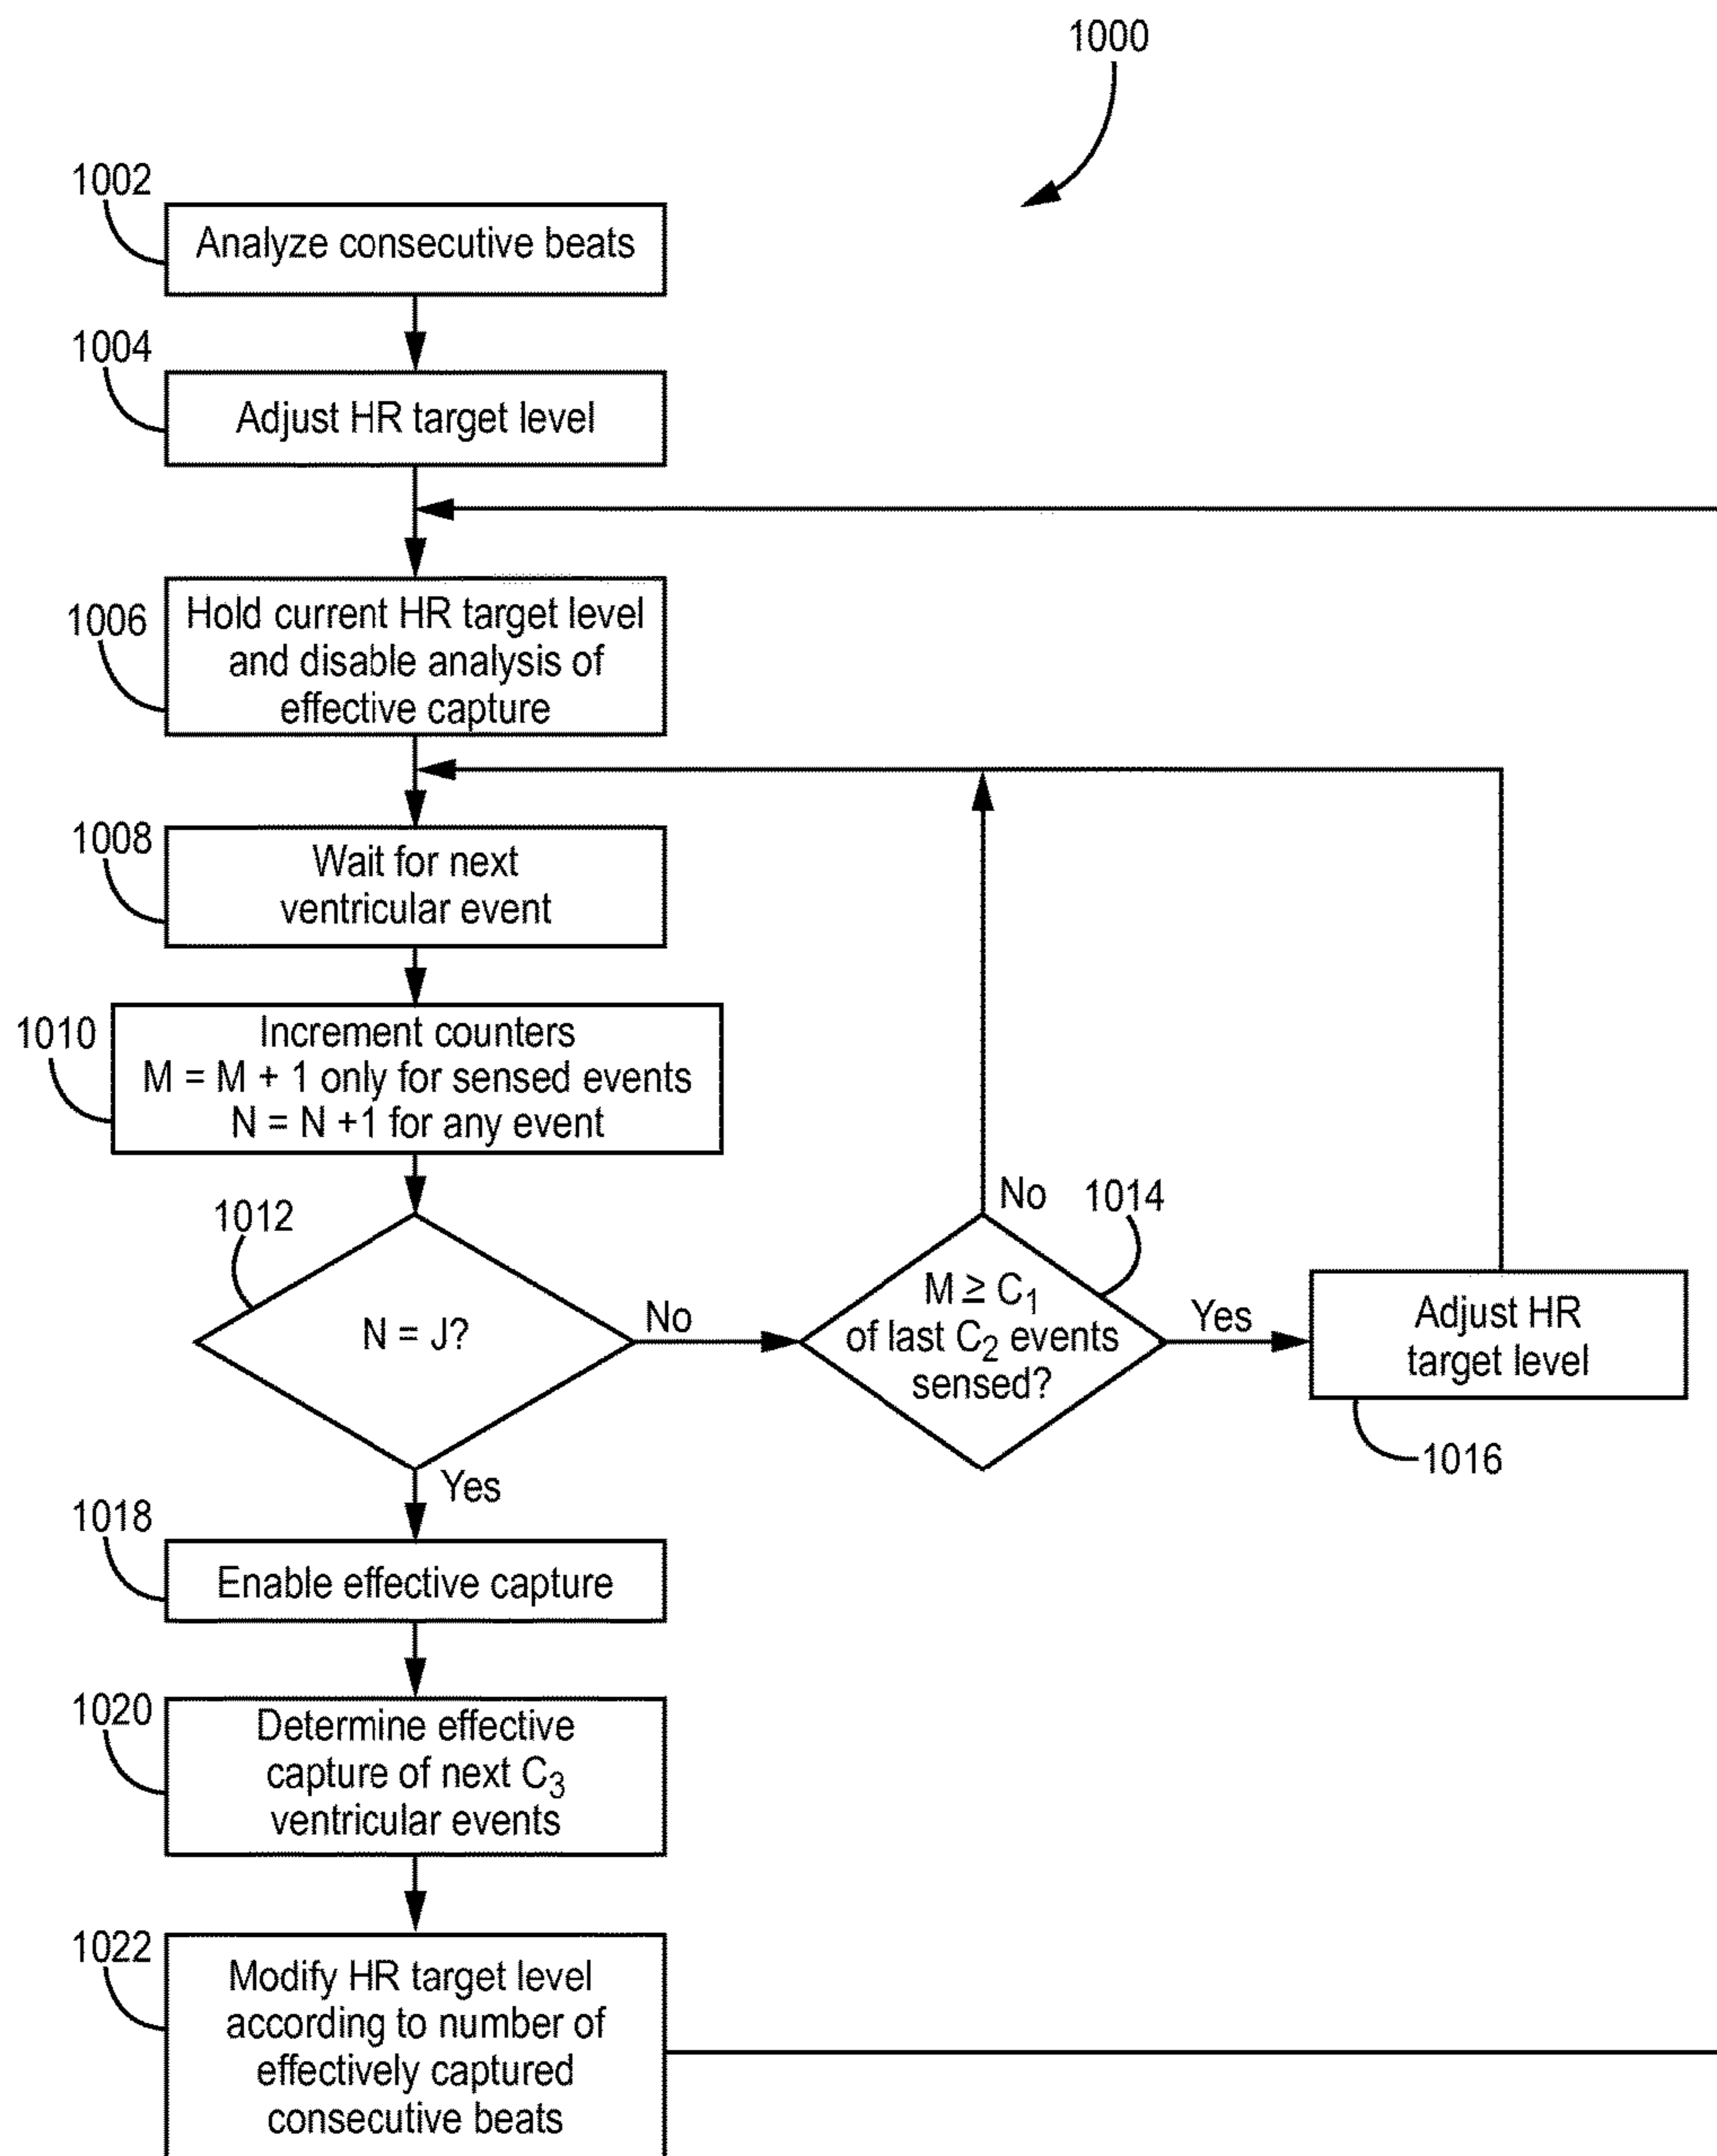 1000
1002
Analyze consecutive beats
1004
Adjust HR target level
1006
Hold current HR target level
and disable analysis of
effective capture
1008
Wait for next
ventricular event
1010
Increment counters
M = M + 1 only for sensed events
N = N +1 for any event
1012
N = J?
No
Yes
1014
M ≥ C₁
of last C₂ events
sensed?
No
Yes
Adjust HR
target level
1016
1018
Enable effective capture
1020
Determine effective
capture of next C₃
ventricular events
1022
Modify HR target level
according to number of
effectively captured
consecutive beats